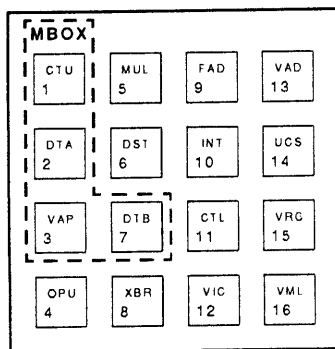 MBOX
CTU MUL FAD VAD
1 5 9 13
DTA DST INT UCS
2 6 10 14
VAP DTB CTL VRC
3 7 11 15
OPU XBR VIC VML
4 8 12 16